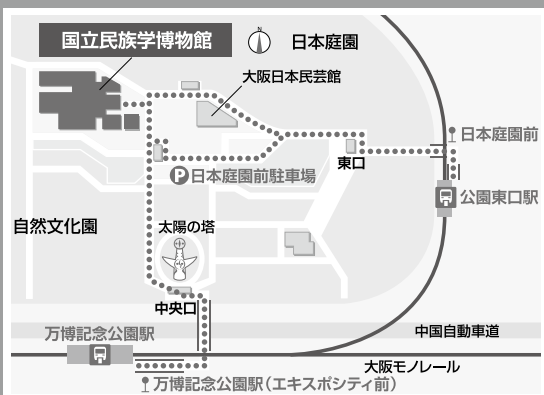 国立民族学博物館
N
日本庭園
大阪日本民芸館
日本庭園前
東口
P日本庭園前駐車場
公園東口駅
自然文化園
太陽の塔
中央口
万博記念公園駅
中国自動車道
大阪モノレール
万博記念公園駅(エキスポシティ前)